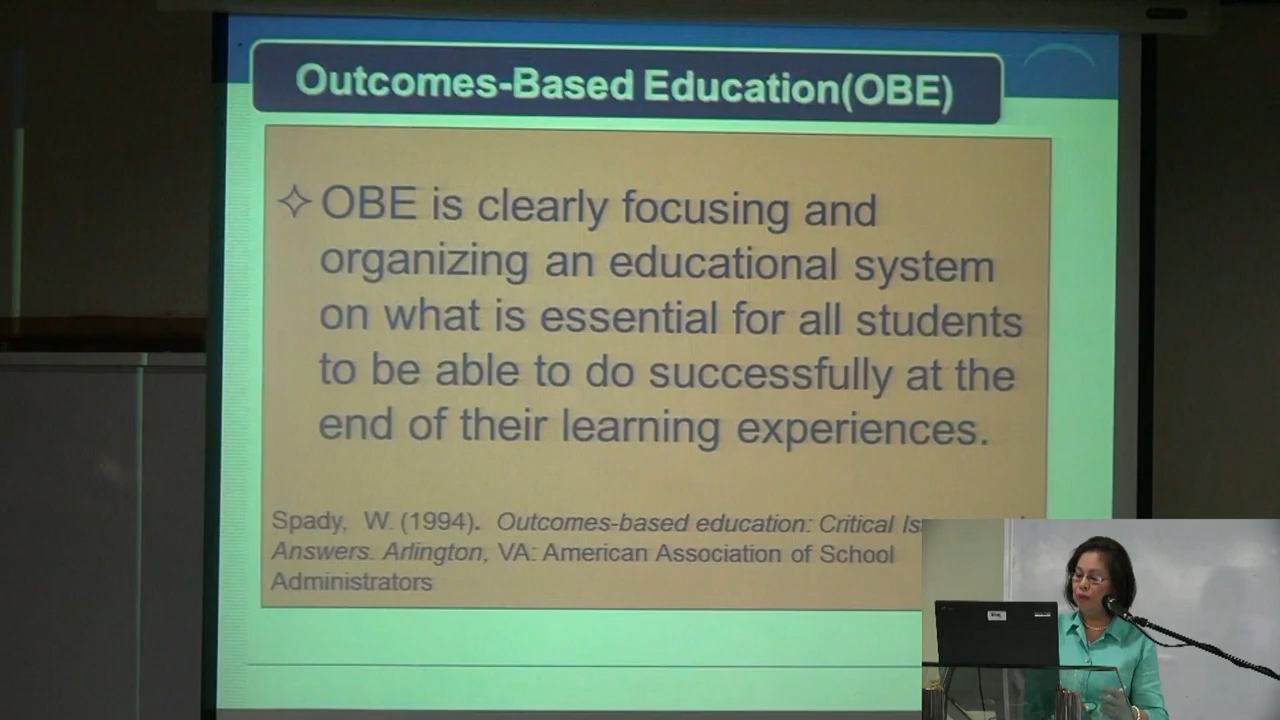 Outcomes-Based Education(OBE)
OBE is clearly focusing and
organizing an educational system
on what is essential for all students
to be able to do successfully at the
end of their learning experiences.
Spady, W. (1994). Outcomes-based education: Critical
Answers. Arlington, VA: American Association of School
Administrators